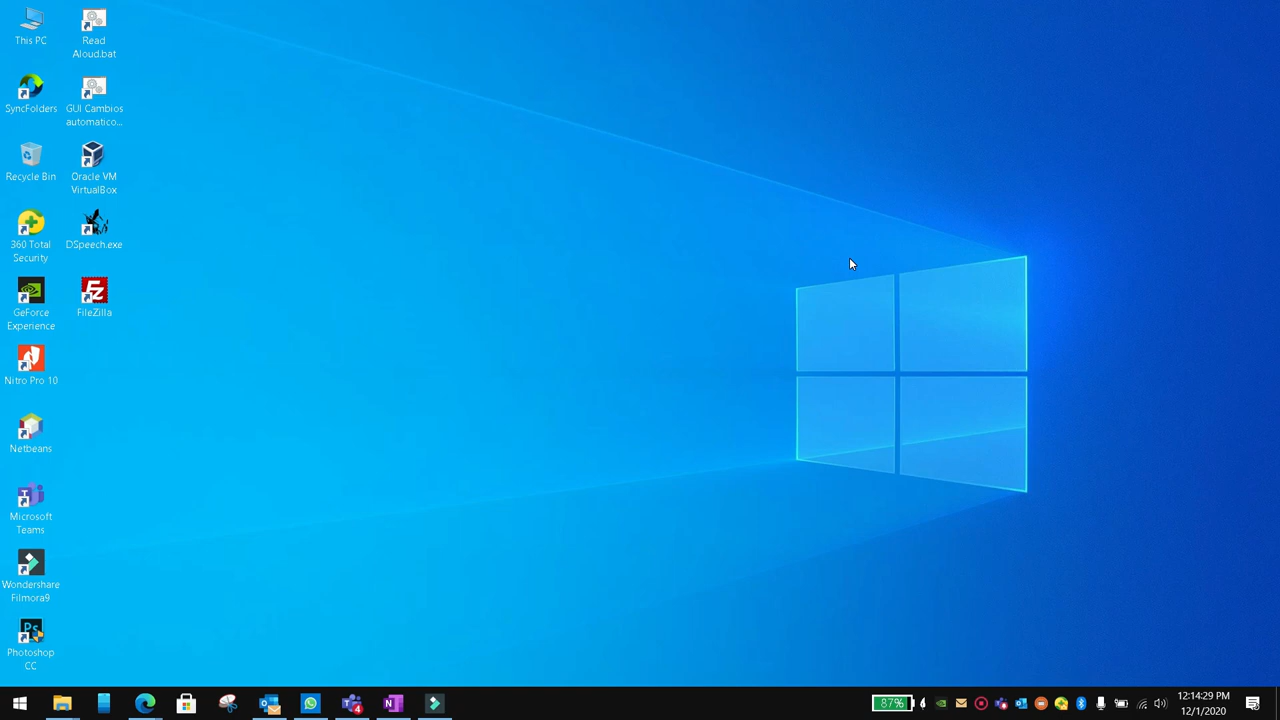 This PC
Read
Aloud.bat
SyncFolders
GUI Cambios
automatico...
Recycle Bin
Oracle VM
VirtualBox
360 Total
Security
DSpeech.exe
GeForce
Experience
FileZilla
Nitro Pro 10
Netbeans
Microsoft
Teams
Wondershare
Filmora9
Ps
Photoshop
CC
4
N
87%
12:14:29 PM
12/1/2020